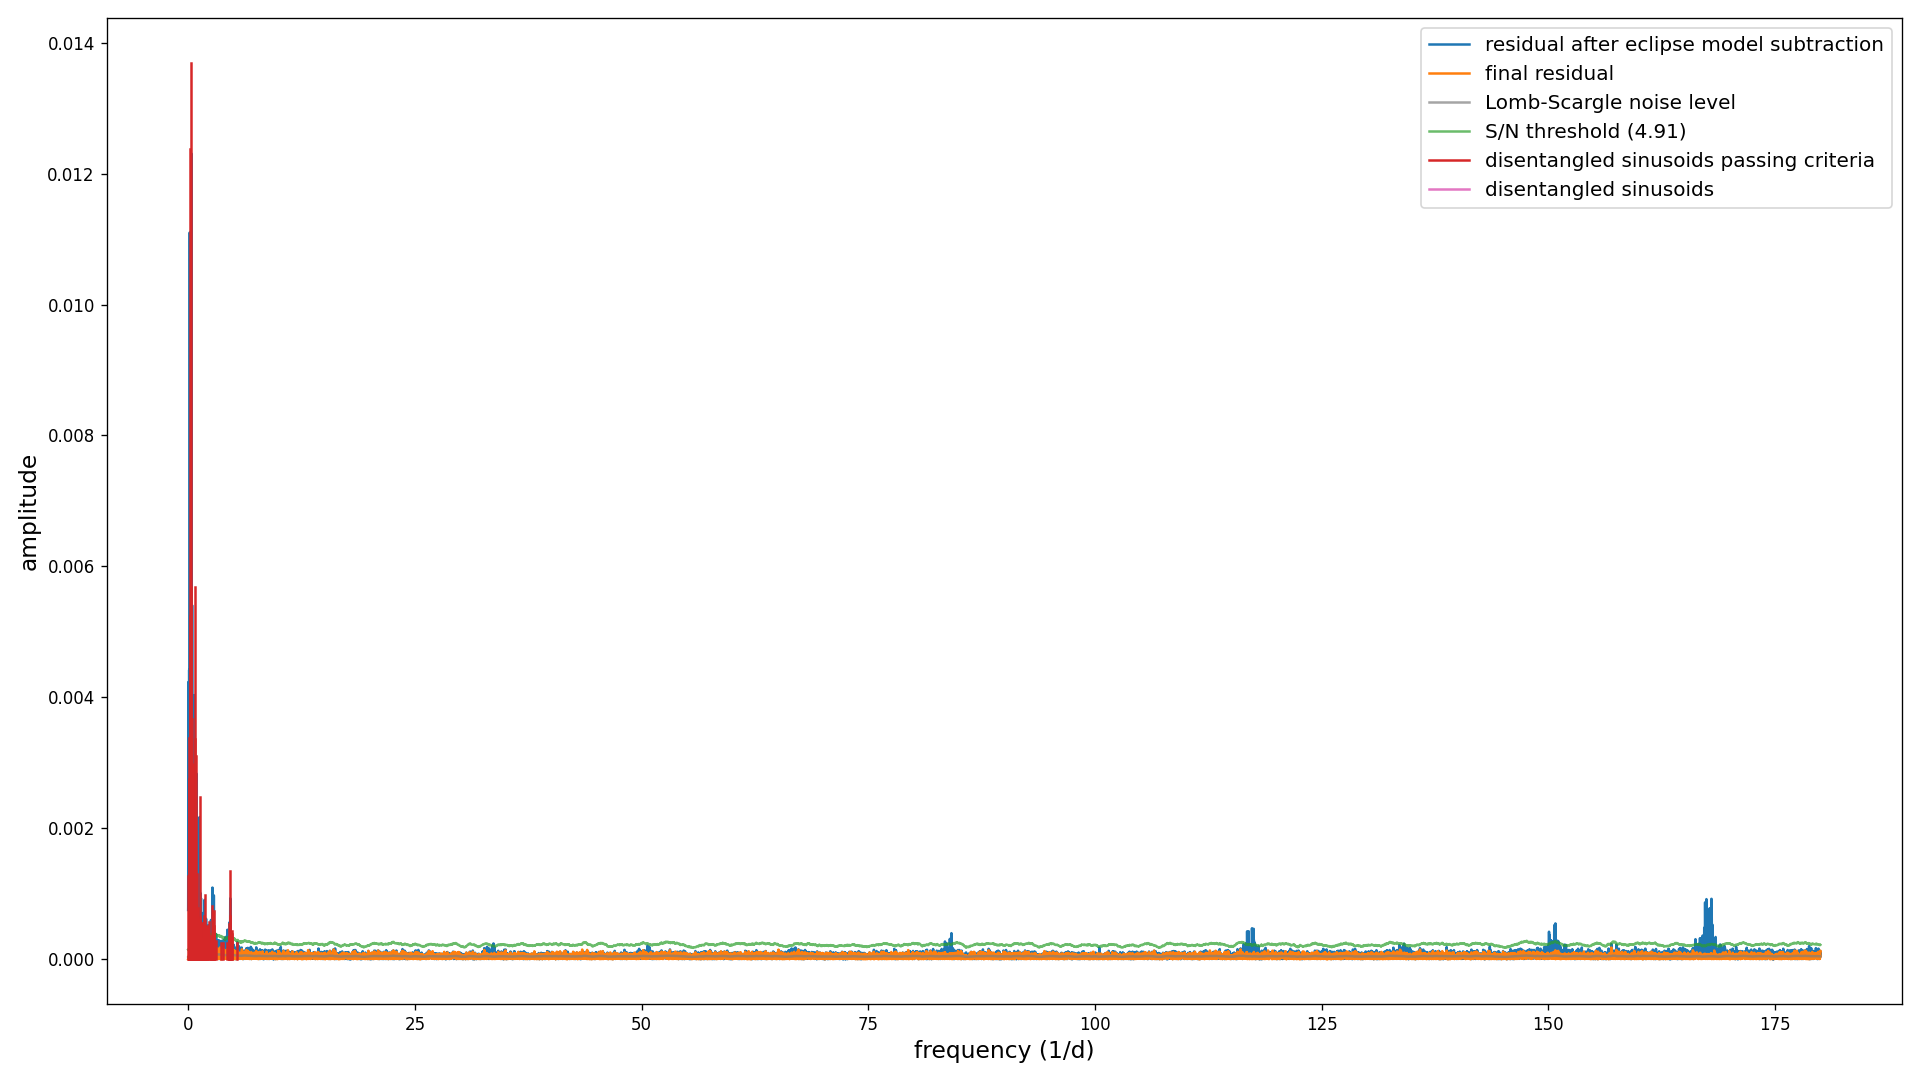 residual after eclipse model subtraction
final residual
Lomb-Scargle noise level
S/N threshold (4.91)
disentangled sinusoids passing criteria
disentangled sinusoids
0.014
0.012
0.010
0.008
0.006
0.004
0.002
0.000
amplitude
0 25 50 75 100 125 150 175
frequency (1/d)